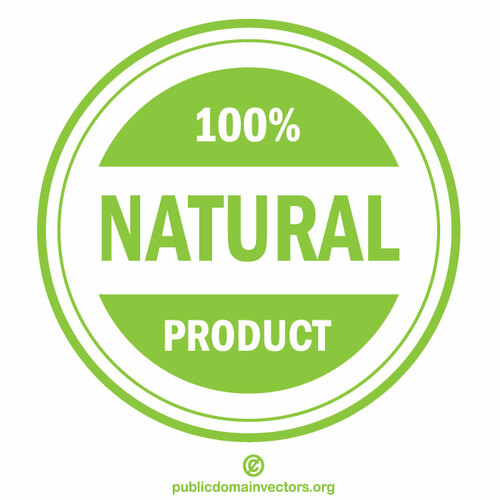 100%
NATURAL
PRODUCT
publicdomainvectors.org